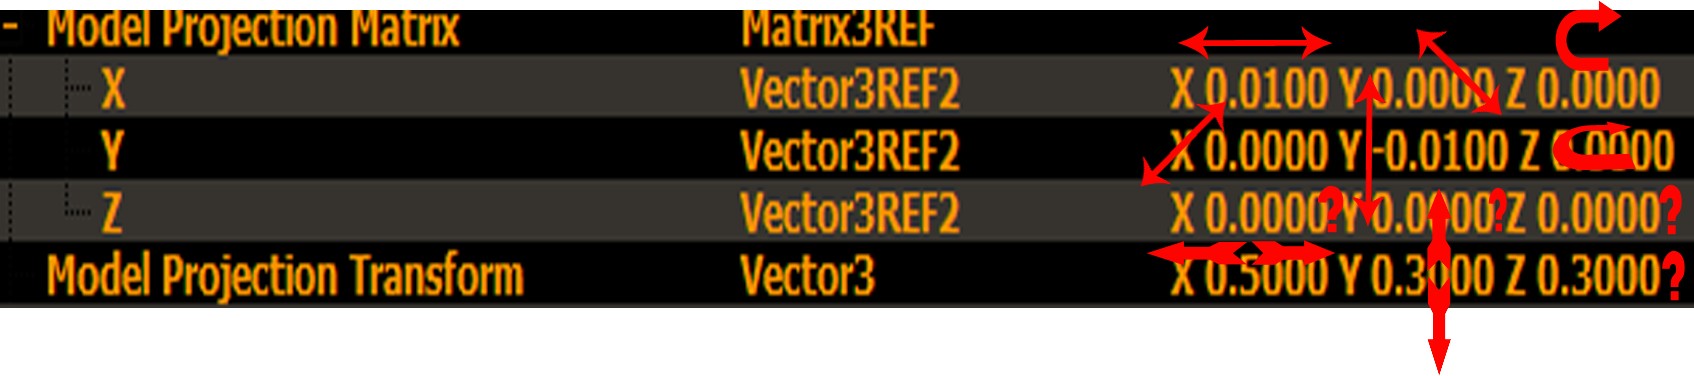 - Model Projection Matrix Matrix3REF
X Vector3REF2 X 0.0100 Y 0.0000 Z 0.0000
Y Vector3REF2 X 0.0000 Y -0.0100 Z 0.0000
Z Vector3REF2 X 0.0000? Y 0.0000? Z 0.0000?
Model Projection Transform Vector3 X 0.5000 Y 0.3000 Z 0.3000?